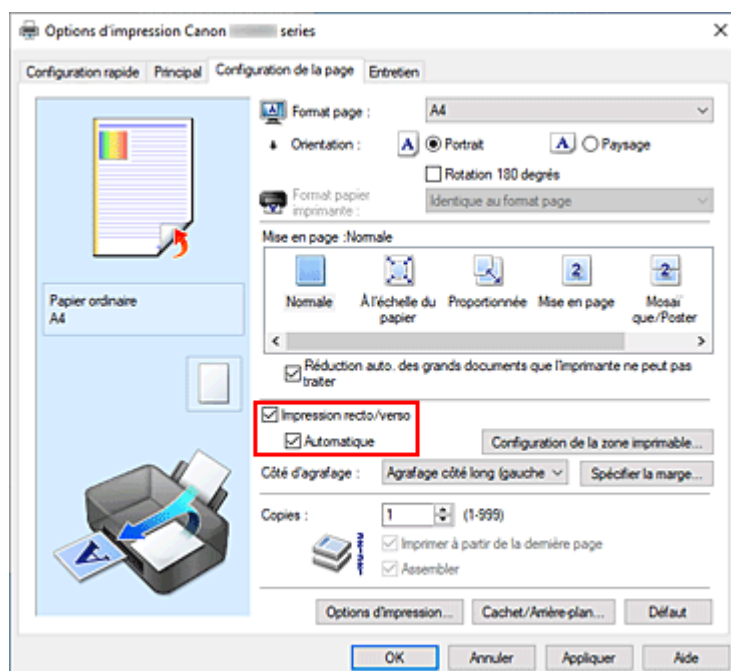 Options d'impression Canon series
Configuration rapide Principal Configuration de la page Entretien
Format page : A4
Orientation : A Portrait A Paysage
Rotation 180 degrés
Format papier
imprimante : Identique au format page
Mise en page :Normale
2 2
Normale À l'échelle du Proportionnée Mise en page Mosaï
papier que/Poster
Papier ordinaire
A4
Réduction auto. des grands documents que l'imprimante ne peut pas
traiter
Impression recto/verso
Automatique Configuration de la zone imprimable...
Côté d'agrafage : Agrafage côté long (gauche Spécifier la marge...
Copies : 1 (1-999)
Imprimer à partir de la dernière page
Assembler
A
Options d'impression... Cachet/Arrière-plan... Défaut
OK Annuler Appliquer Aide